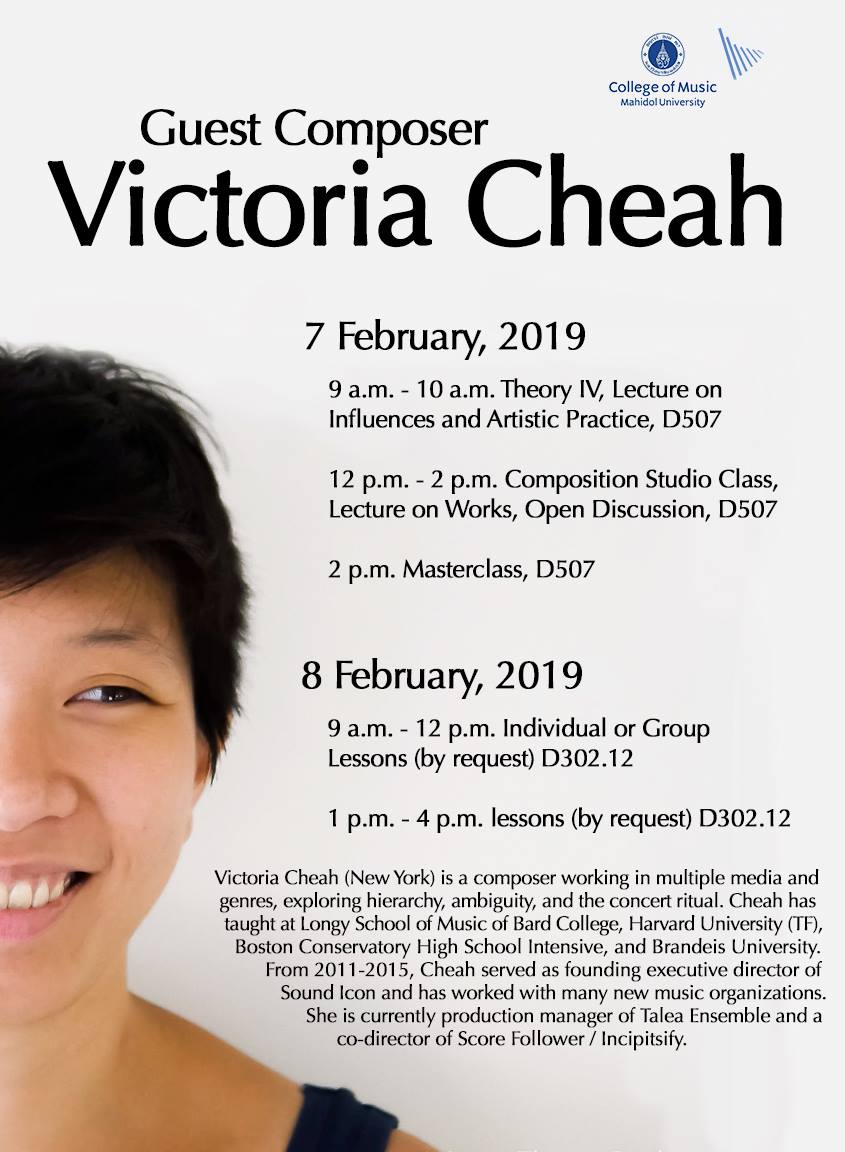 College of Music
Mahidol University
Guest Composer
Victoria Cheah
7 February, 2019
9 a.m. - 10 a.m. Theory IV, Lecture on
Influences and Artistic Practice, D507
12 p.m. - 2 p.m. Composition Studio Class,
Lecture on Works, Open Discussion, D507
2 p.m. Masterclass, D507
8 February, 2019
9 a.m. - 12 p.m. Individual or Group
Lessons (by request) D302.12
1 p.m. - 4 p.m. lessons (by request) D302.12
Victoria Cheah (New York) is a composer working in multiple media and
genres, exploring hierarchy, ambiguity, and the concert ritual. Cheah has
taught at Longy School of Music of Bard College, Harvard University (TF),
Boston Conservatory High School Intensive, and Brandeis University.
From 2011-2015, Cheah served as founding executive director of
Sound Icon and has worked with many new music organizations.
She is currently production manager of Talea Ensemble and a
co-director of Score Follower / Incipitsify.